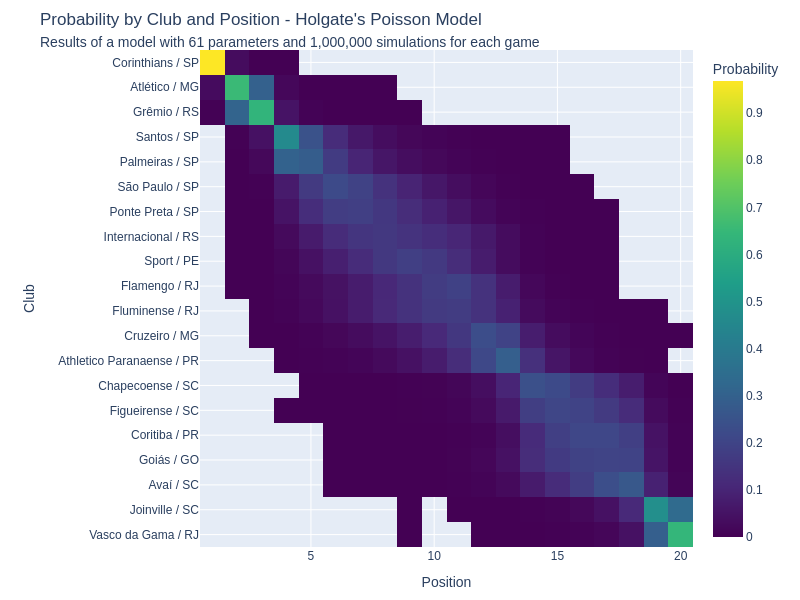 Probability by Club and Position - Holgate's Poisson Model
Results of a model with 61 parameters and 1,000,000 simulations for each game
Probability
Corinthians / SP
Atlético / MG
Grêmio / RS
Santos / SP
Palmeiras / SP
São Paulo / SP
Ponte Preta / SP
Internacional / RS
Sport / PE
Flamengo / RJ
Fluminense / RJ
Cruzeiro / MG
Athletico Paranaense / PR
Chapecoense / SC
Figueirense / SC
Coritiba / PR
Goiás / GO
Avaí / SC
Joinville / SC
Vasco da Gama / RJ
Club
5
10
15
20
Position
0.9
0.8
0.7
0.6
0.5
0.4
0.3
0.2
0.1
0